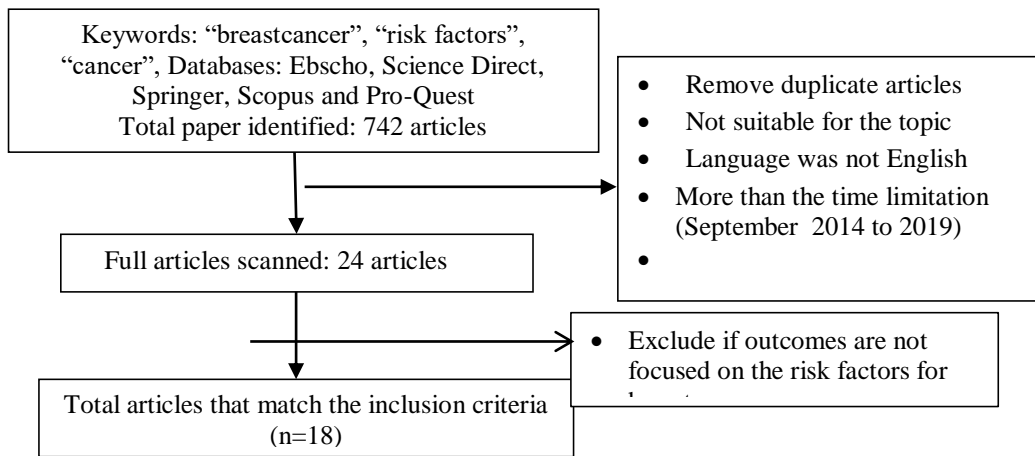 Keywords: “breastcancer”, “risk factors”,
“cancer”, Databases: Ebscho, Science Direct,
Springer, Scopus and Pro-Quest
Total paper identified: 742 articles
• Remove duplicate articles
• Not suitable for the topic
• Language was not English
• More than the time limitation
(September 2014 to 2019)
•
Full articles scanned: 24 articles
• Exclude if outcomes are not
focused on the risk factors for
Total articles that match the inclusion criteria
(n=18)